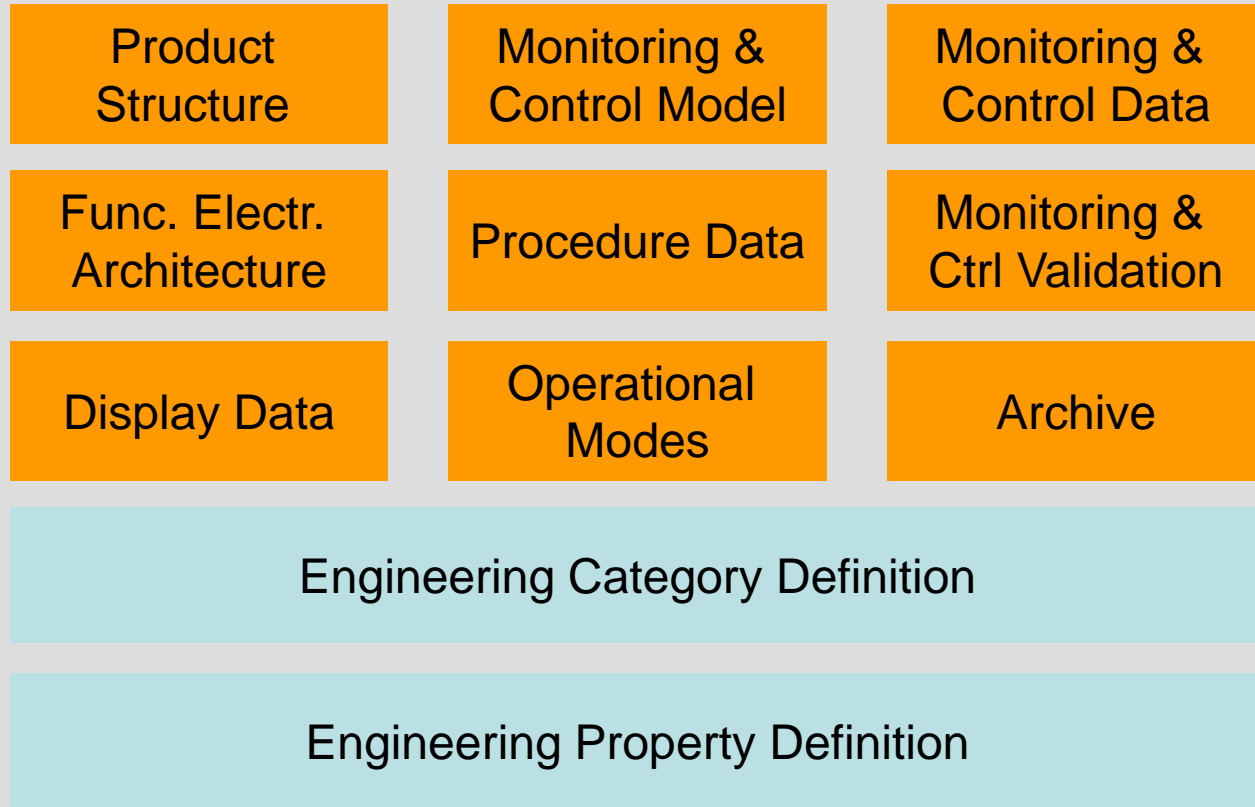 Product
Structure
Monitoring &
Control Model
Monitoring &
Control Data
Func. Electr.
Architecture
Procedure Data
Monitoring &
Ctrl Validation
Display Data
Operational
Modes
Archive
Engineering Category Definition
Engineering Property Definition